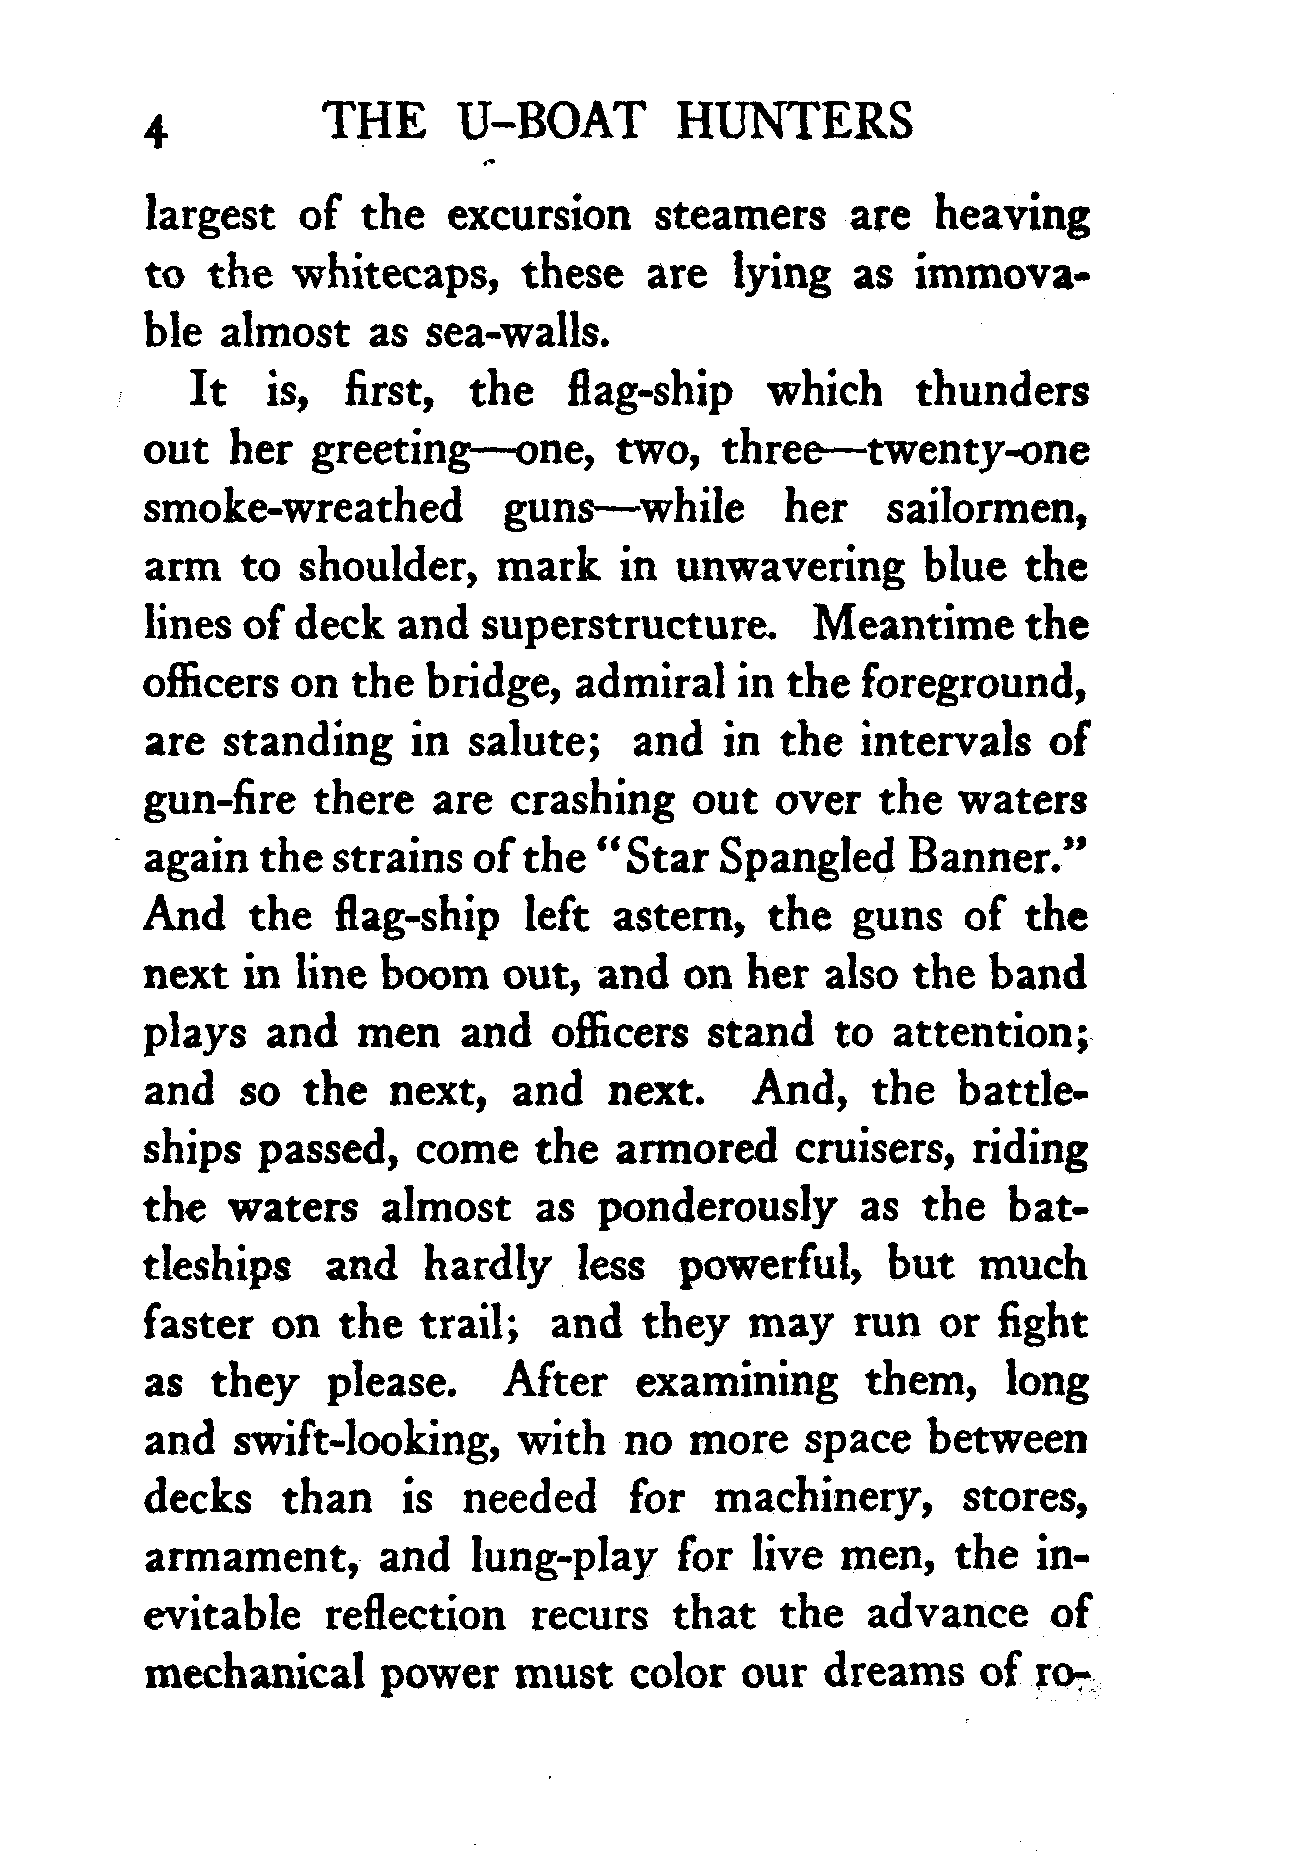 4 THE U-BOAT HUNTERS
largest of the excursion steamers are heaving
to the whitecaps, these are lying as immova-
ble almost as sea-walls.
It is, first, the flag-ship which thunders
out her greeting—one, two, three—twenty-one
smoke-wreathed guns—while her sailormen,
arm to shoulder, mark in unwavering blue the
lines of deck and superstructure. Meantime the
officers on the bridge, admiral in the foreground,
are standing in salute; and in the intervals of
gun-fire there are crashing out over the waters
again the strains of the "Star Spangled Banner."
And the flag-ship left astern, the guns of the
next in line boom out, and on her also the band
plays and men and officers stand to attention;
and so the next, and next. And, the battle-
ships passed, come the armored cruisers, riding
the waters almost as ponderously as the bat-
tleships and hardly less powerful, but much
faster on the trail; and they may run or fight
as they please. After examining them, long
and swift-looking, with no more space between
decks than is needed for machinery, stores,
armament, and lung-play for live men, the in-
evitable reflection recurs that the advance of
mechanical power must color our dreams of ro-